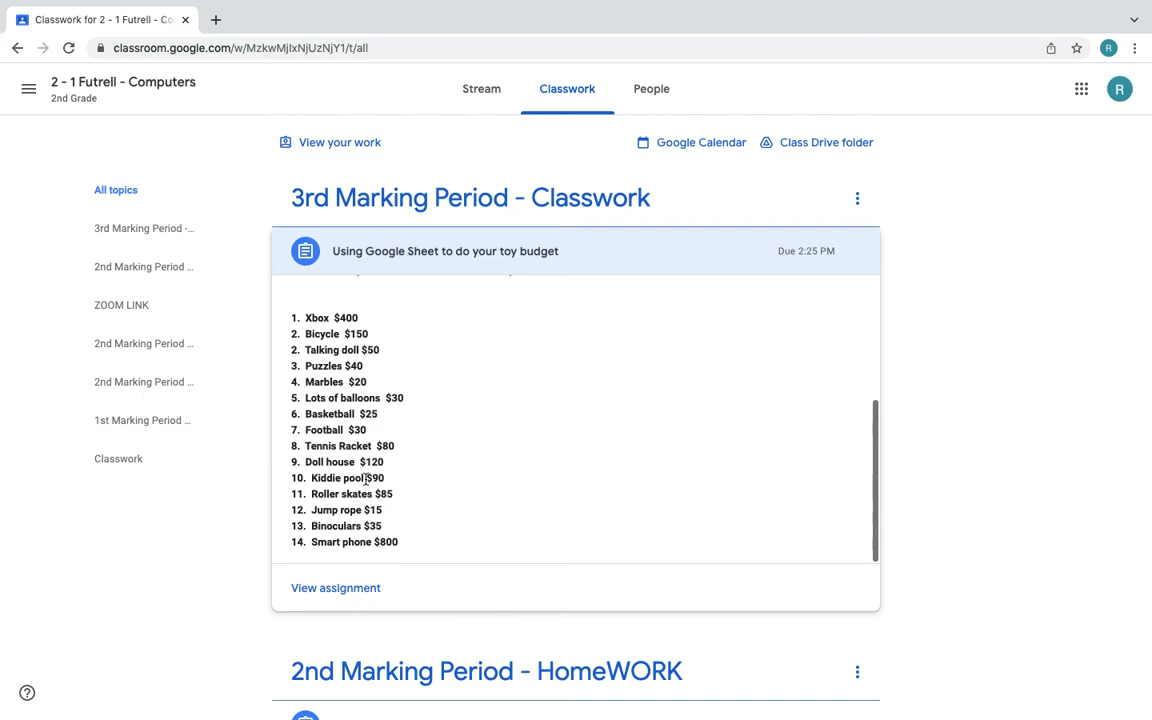 Classwork for 2 - 1 Futrell - Co
classroom.google.com/w/MzkwMjIxNjUzNjY1/t/all
R
2 - 1 Futrell - Computers
2nd Grade
Stream
Classwork
People
R
View your work
Google Calendar
Class Drive folder
All topics
3rd Marking Period -...
2nd Marking Period ...
ZOOM LINK
2nd Marking Period ...
2nd Marking Period ...
1st Marking Period ...
Classwork
3rd Marking Period - Classwork
Using Google Sheet to do your toy budget
Due 2:25 PM
1. Xbox $400
2. Bicycle $150
2. Talking doll $50
3. Puzzles $40
4. Marbles $20
5. Lots of balloons $30
6. Basketball $25
7. Football $30
8. Tennis Racket $80
9. Doll house $120
10. Kiddie pool $90
11. Roller skates $85
12. Jump rope $15
13. Binoculars $35
14. Smart phone $800
View assignment
2nd Marking Period - HomeWORK